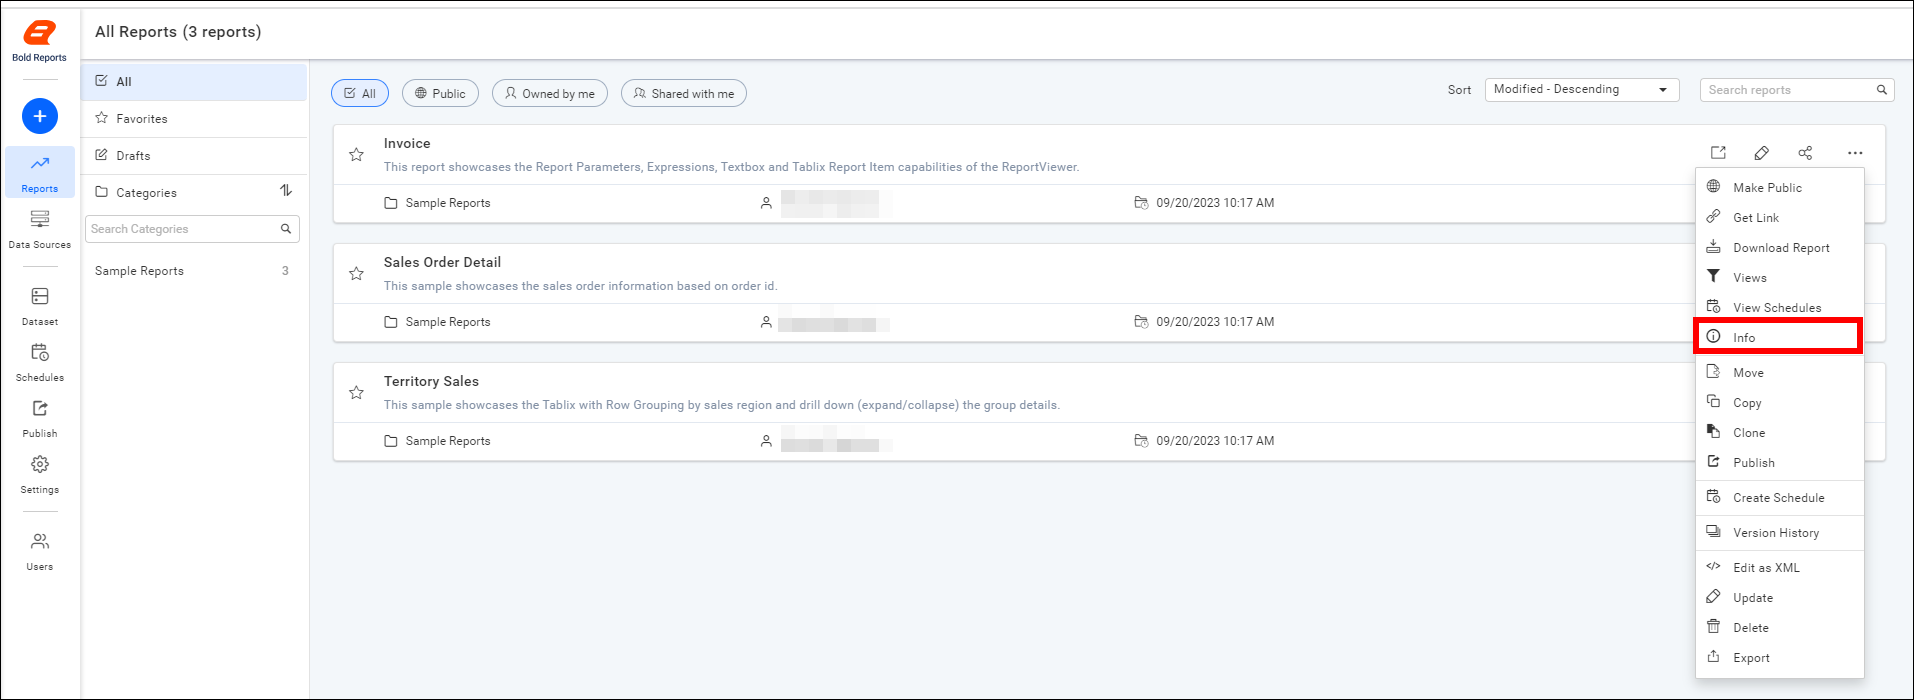 Bold Reports
Reports
Data Sources
Dataset
Schedules
Publish
Settings
Users
All Reports (3 reports)
All
Favorites
Drafts
Categories
Search Categories
Sample Reports 3
All Public Owned by me Shared with me
Sort Modified - Descending Search reports
Invoice
This report showcases the Report Parameters, Expressions, Textbox and Tablix Report Item capabilities of the ReportViewer.
Sample Reports 09/20/2023 10:17 AM
Sales Order Detail
This sample showcases the sales order information based on order id.
Sample Reports 09/20/2023 10:17 AM
Territory Sales
This sample showcases the Tablix with Row Grouping by sales region and drill down (expand/collapse) the group details.
Sample Reports 09/20/2023 10:17 AM
Make Public
Get Link
Download Report
Views
View Schedules
Info
Move
Copy
Clone
Publish
Create Schedule
Version History
Edit as XML
Update
Delete
Export